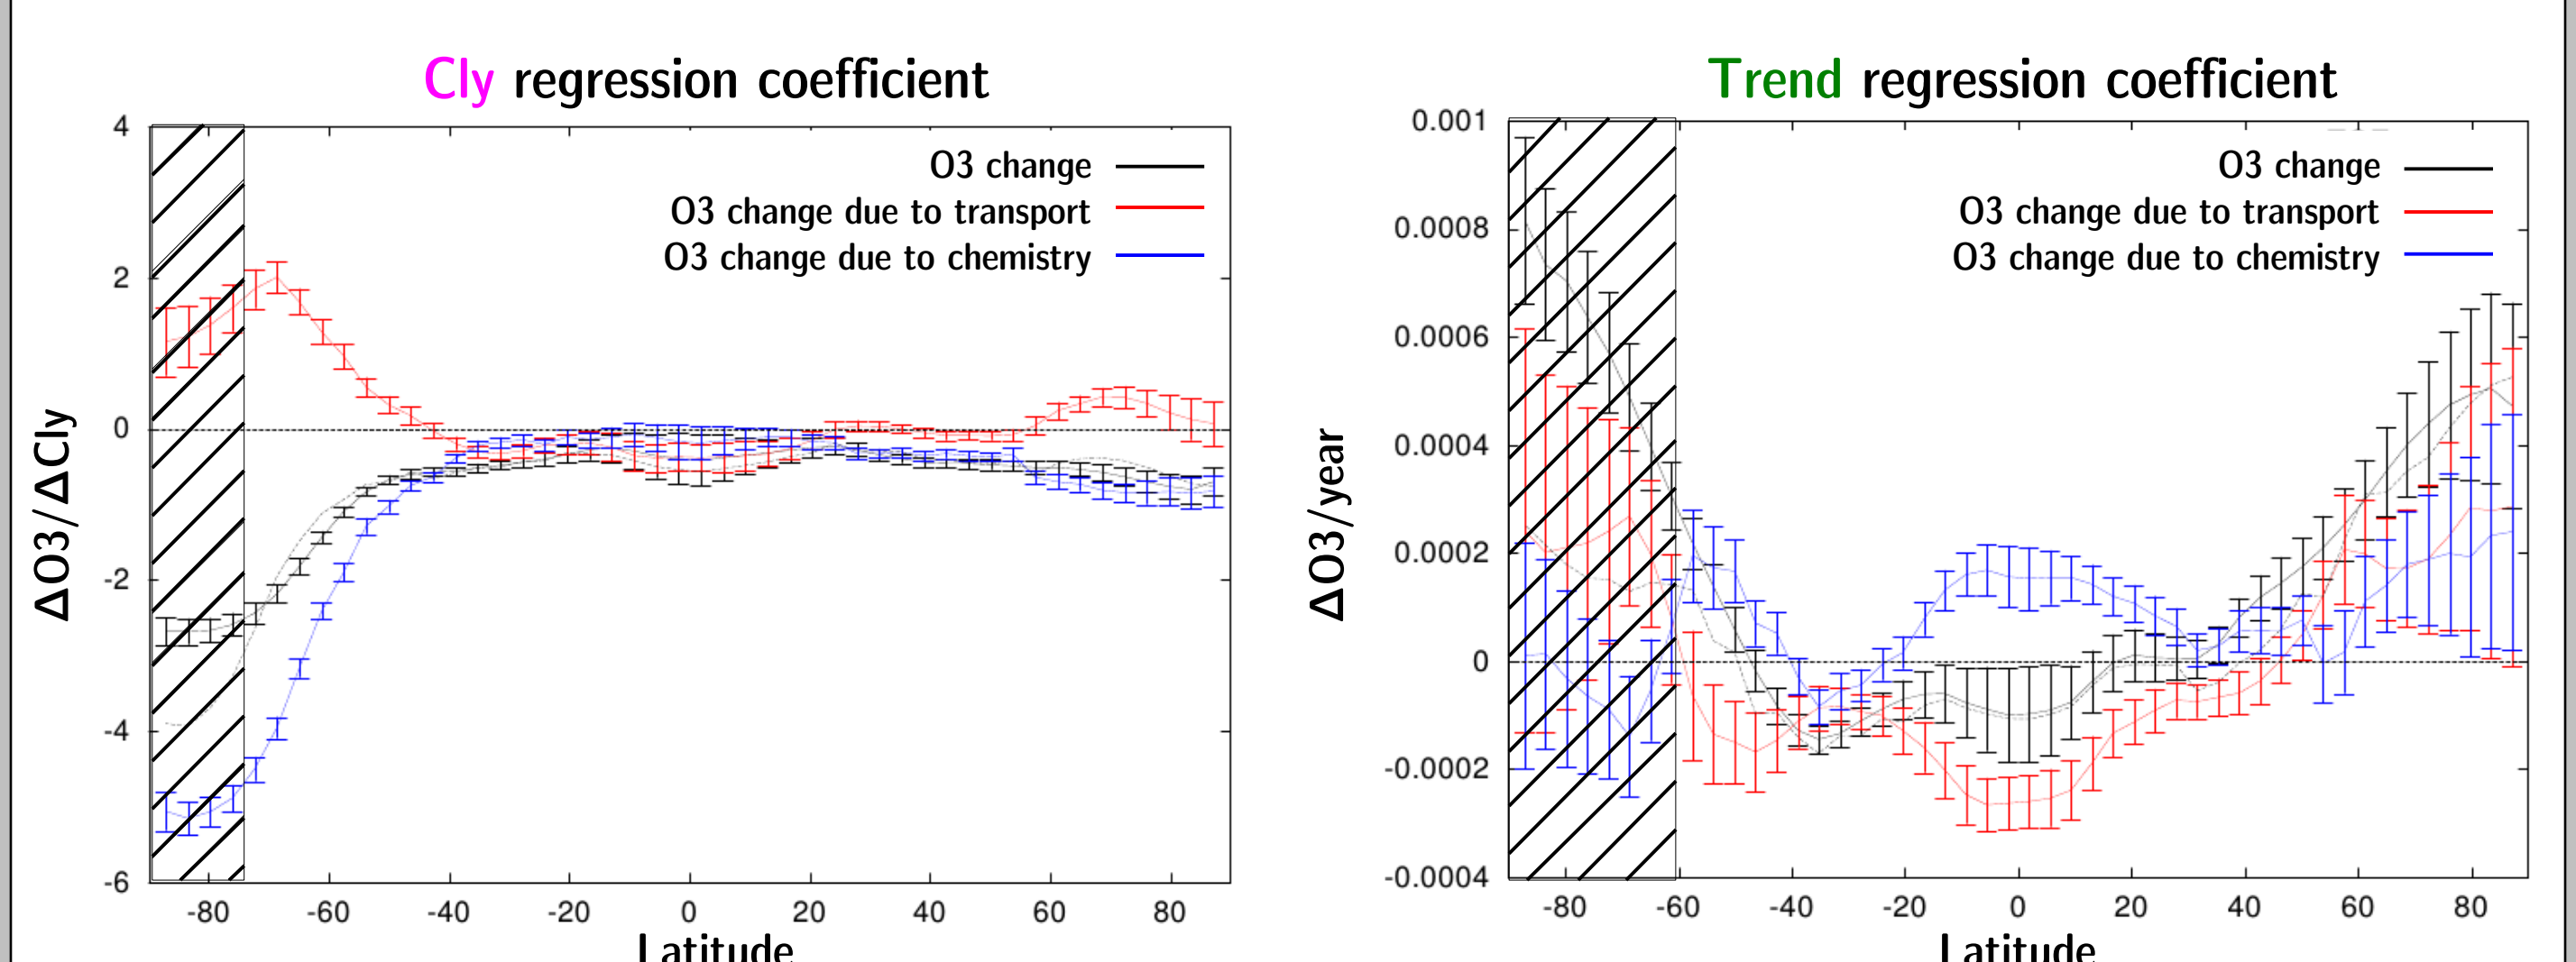 Cly regression coefficient
4
2
0
-2
-4
-6
ΔO3/ΔCly
O3 change
O3 change due to transport
O3 change due to chemistry
-80 -60 -40 -20 0 20 40 60 80
Latitude
Trend regression coefficient
0.001
0.0008
0.0006
0.0004
0.0002
0
-0.0002
-0.0004
ΔO3/year
O3 change
O3 change due to transport
O3 change due to chemistry
-80 -60 -40 -20 0 20 40 60 80
Latitude